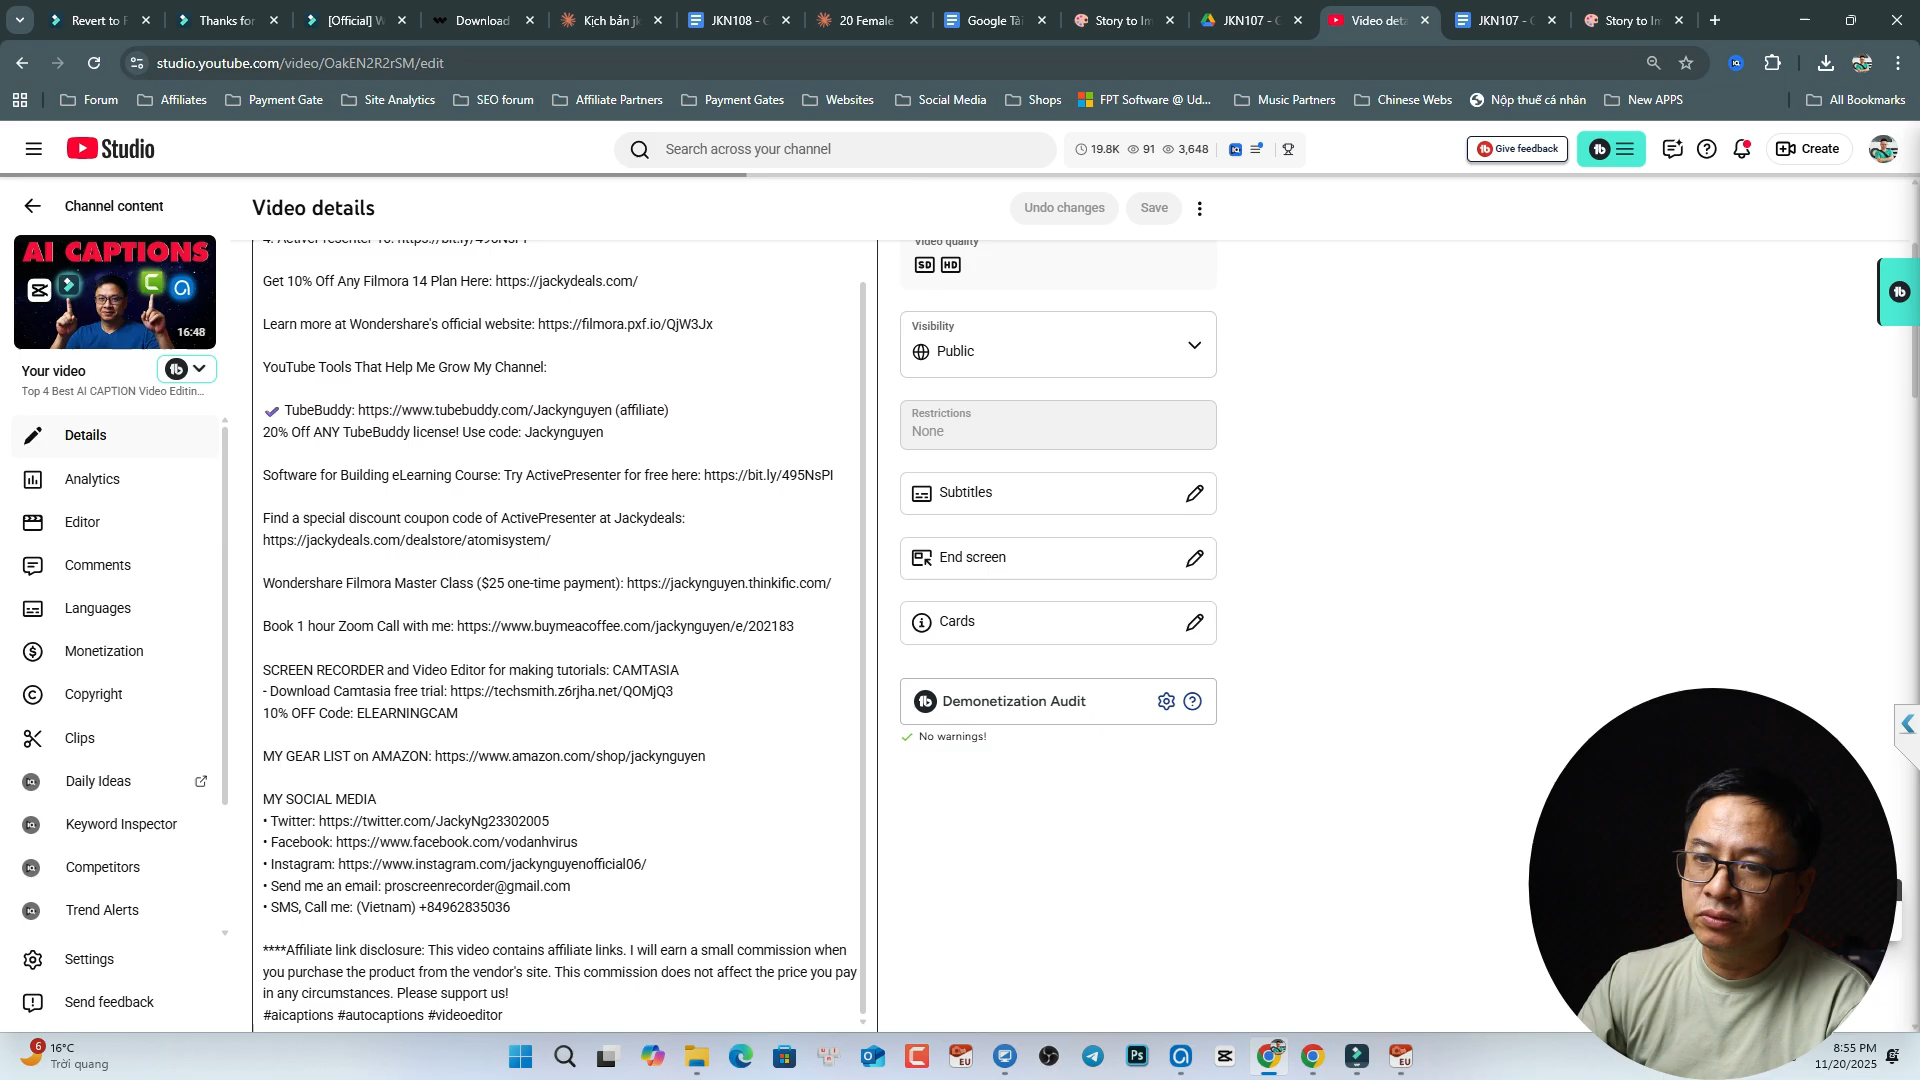 Revert to F
Thanks for
[Official] W
Download
Kịch bản jk
JKN108 - G
20 Female
Google Tài
Story to Im
JKN107 - G
Video deta
JKN107 - G
Story to Im
studio.youtube.com/video/OakEN2R2rSM/edit
Forum
Affiliates
Payment Gate
Site Analytics
SEO forum
Affiliate Partners
Payment Gates
Websites
Social Media
Shops
FPT Software @ Ud...
Music Partners
Chinese Webs
Nộp thuế cá nhân
New APPS
All Bookmarks
Studio
Search across your channel
19.8K 91 3,648
Give feedback
Create
Channel content
Video details
Undo changes
Save
AI CAPTIONS
16:48
Your video
Top 4 Best AI CAPTION Video Editin...
Details
Analytics
Editor
Comments
Languages
Monetization
Copyright
Clips
Daily Ideas
Keyword Inspector
Competitors
Trend Alerts
Settings
Send feedback
Get 10% Off Any Filmora 14 Plan Here: https://jackydeals.com/
Learn more at Wondershare's official website: https://filmora.pxf.io/QjW3Jx
YouTube Tools That Help Me Grow My Channel:
✔ TubeBuddy: https://www.tubebuddy.com/Jackynguyen (affiliate)
20% Off ANY TubeBuddy license! Use code: Jackynguyen
Software for Building eLearning Course: Try ActivePresenter for free here: https://bit.ly/495NsPI
Find a special discount coupon code of ActivePresenter at Jackydeals:
https://jackydeals.com/dealstore/atomisystem/
Wondershare Filmora Master Class ($25 one-time payment): https://jackynguyen.thinkific.com/
Book 1 hour Zoom Call with me: https://www.buymeacoffee.com/jackynguyen/e/202183
SCREEN RECORDER and Video Editor for making tutorials: CAMTASIA
- Download Camtasia free trial: https://techsmith.z6rjha.net/QOMjQ3
10% OFF Code: ELEARNINGCAM
MY GEAR LIST on AMAZON: https://www.amazon.com/shop/jackynguyen
MY SOCIAL MEDIA
• Twitter: https://twitter.com/JackyNg23302005
• Facebook: https://www.facebook.com/vodanhvirus
• Instagram: https://www.instagram.com/jackynguyenofficial06/
• Send me an email: proscreenrecorder@gmail.com
• SMS, Call me: (Vietnam) +84962835036
****Affiliate link disclosure: This video contains affiliate links. I will earn a small commission when
you purchase the product from the vendor's site. This commission does not affect the price you pay
in any circumstances. Please support us!
#aicaptions #autocaptions #videoeditor
Video quality
SD HD
Visibility
Public
Restrictions
None
Subtitles
End screen
Cards
Demonetization Audit
No warnings!
6
16°C
Trời quang
8:55 PM
11/20/2025